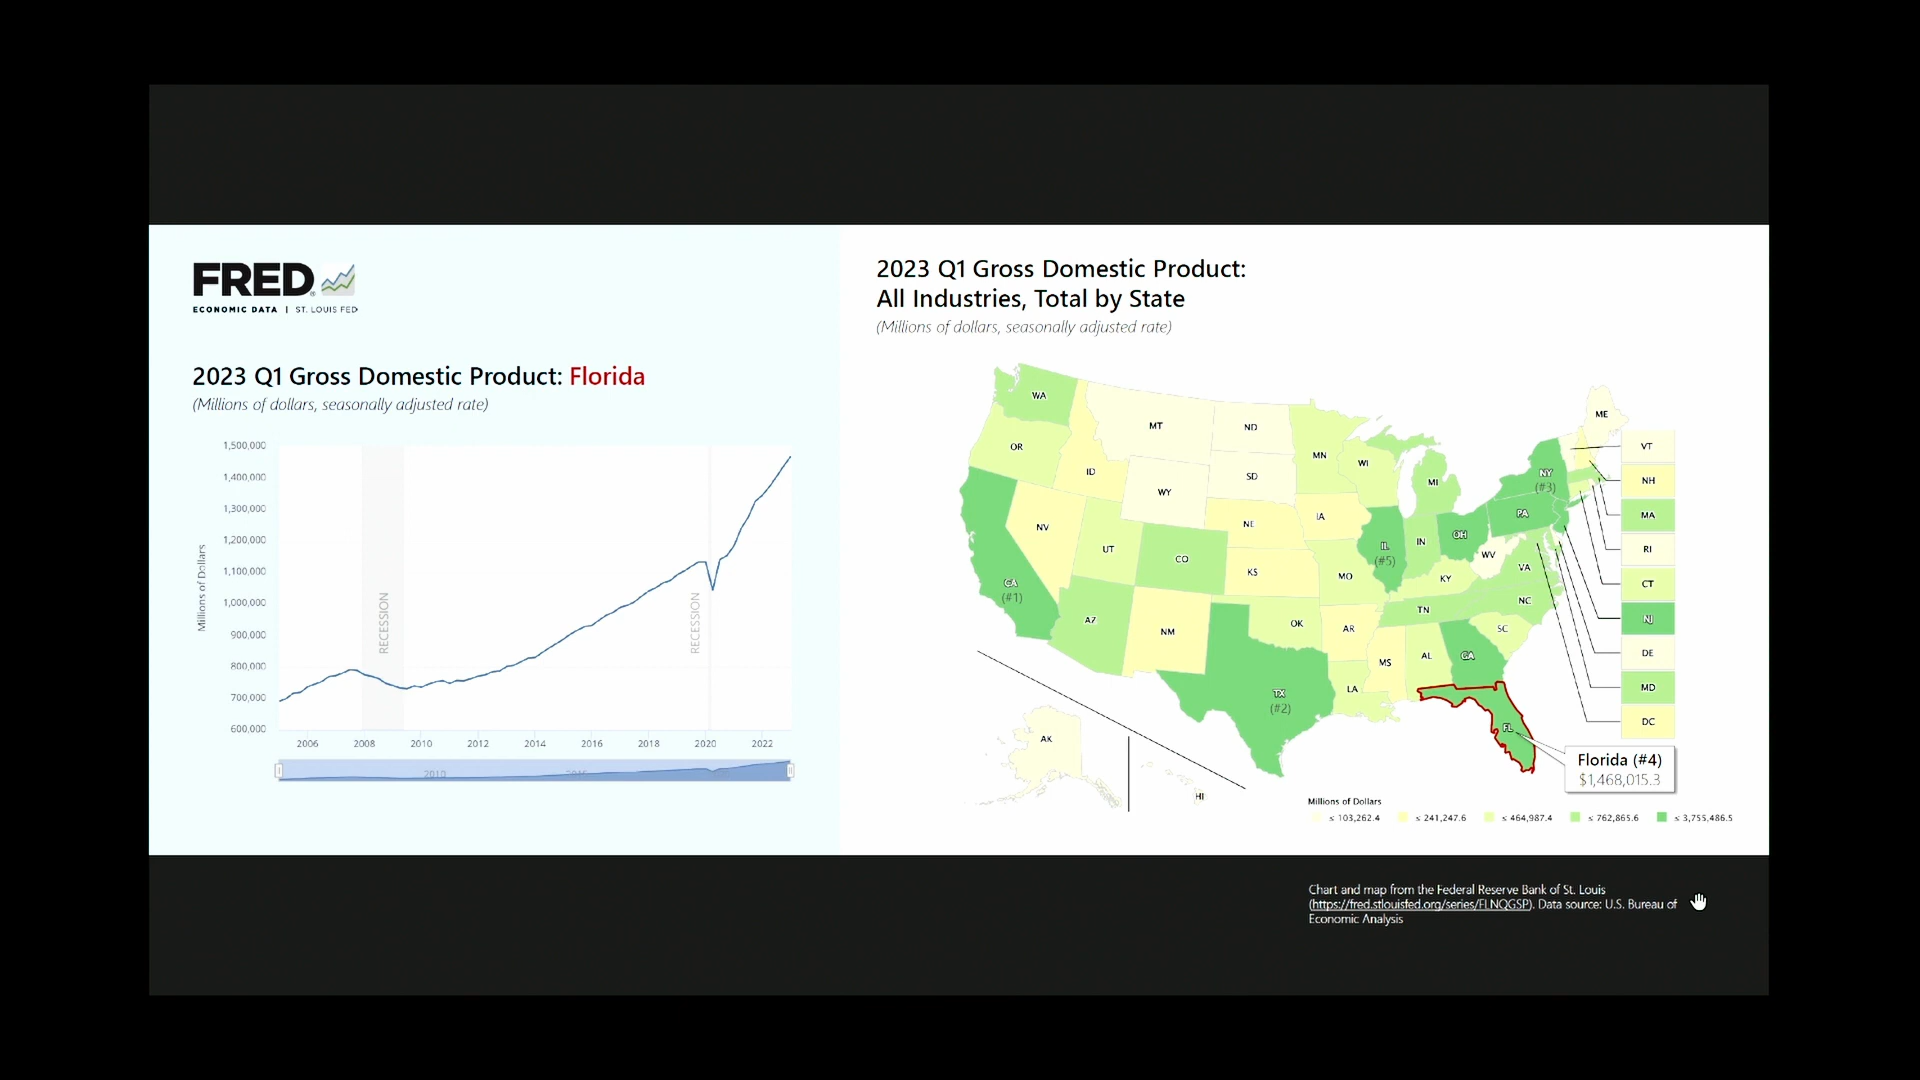 FRED
ECONOMIC DATA | ST. LOUIS FED
2023 Q1 Gross Domestic Product: Florida
(Millions of dollars, seasonally adjusted rate)
1,500,000
1,400,000
1,300,000
1,200,000
1,100,000
1,000,000
900,000
800,000
700,000
600,000
Millions of Dollars
RECESSION
RECESSION
2006 2008 2010 2012 2014 2016 2018 2020 2022
2010
2023 Q1 Gross Domestic Product:
All Industries, Total by State
(Millions of dollars, seasonally adjusted rate)
WA
MT
ND
ME
OR
ID
SD
MN
WI
MI
NY
(#3)
VT
NH
WY
NV
NE
IA
PA
MA
UT
CO
KS
IL
(#5)
IN
OH
WV
VA
RI
CA
(#1)
MO
KY
CT
AZ
NM
OK
AR
TN
NC
SC
NJ
TX
(#2)
LA
MS
AL
GA
DE
MD
FL
DC
AK
HI
Florida (#4)
$1,468,015.3
Millions of Dollars
≤ 103,262.4 ≤ 241,247.6 ≤ 464,987.4 ≤ 762,865.6 ≤ 3,755,486.5
Chart and map from the Federal Reserve Bank of St. Louis
(https://fred.stlouisfed.org/series/FLNQGSP). Data source: U.S. Bureau of
Economic Analysis